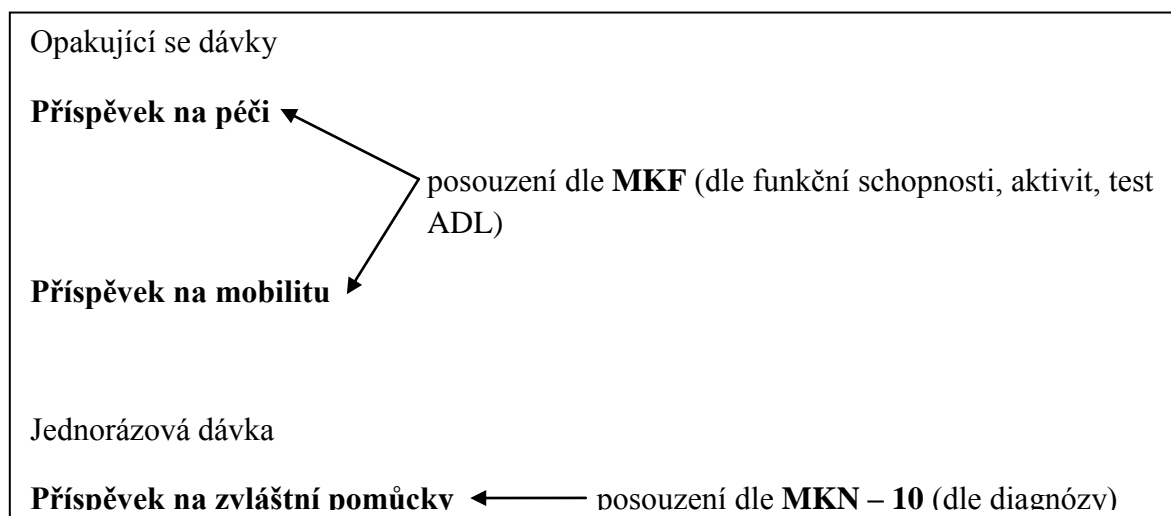 Opakující se dávky
Příspěvek na péči
posouzení dle MKF (dle funkční schopnosti, aktivit, test
ADL)
Příspěvek na mobilitu
Jednorázová dávka
Příspěvek na zvláštní pomůcky posouzení dle MKN – 10 (dle diagnózy)